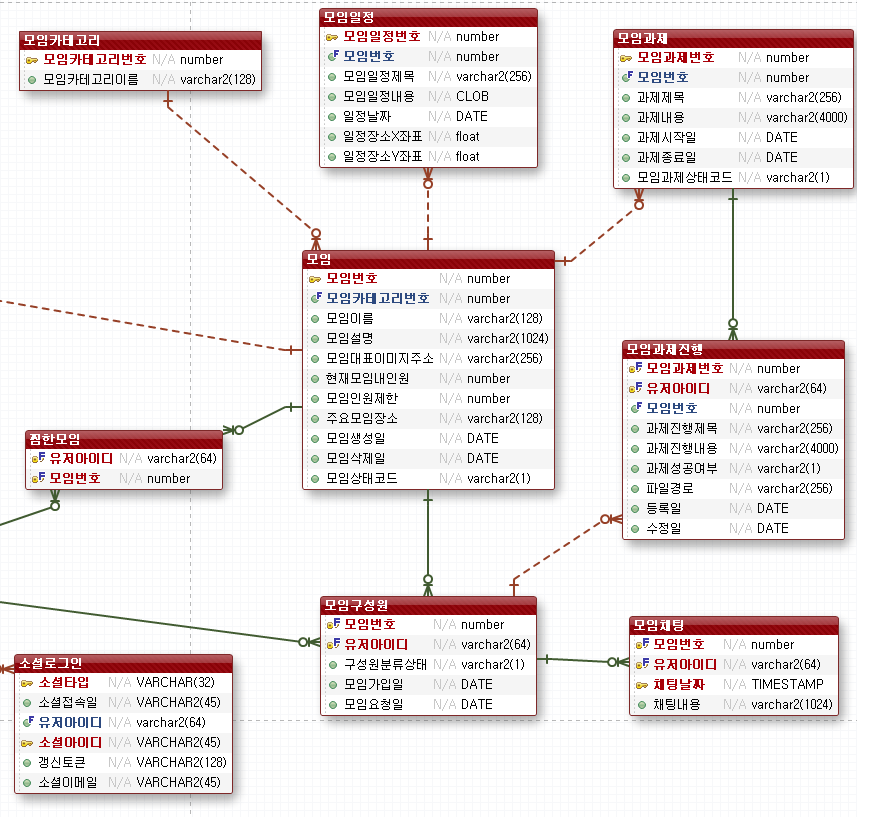 모임카테고리
모임카테고리번호 N/A number
모임카테고리이름 N/A varchar2(128)
모임일정
모임일정번호 N/A number
모임번호 N/A number
모임일정제목 N/A varchar2(256)
모임일정내용 N/A CLOB
일정날짜 N/A DATE
일정장소X좌표 N/A float
일정장소Y좌표 N/A float
모임과제
모임과제번호 N/A number
모임번호 N/A number
과제제목 N/A varchar2(256)
과제내용 N/A varchar2(4000)
과제시작일 N/A DATE
과제종료일 N/A DATE
모임과제상태코드 N/A varchar2(1)
모임
모임번호 N/A number
모임카테고리번호 N/A number
모임이름 N/A varchar2(128)
모임설명 N/A varchar2(1024)
모임대표이미지주소 N/A varchar2(256)
현재모임내인원 N/A number
모임인원제한 N/A number
주요모임장소 N/A varchar2(128)
모임생성일 N/A DATE
모임삭제일 N/A DATE
모임상태코드 N/A varchar2(1)
모임과제진행
모임과제번호 N/A number
유저아이디 N/A varchar2(64)
모임번호 N/A number
과제진행제목 N/A varchar2(256)
과제진행내용 N/A varchar2(4000)
과제성공여부 N/A varchar2(1)
파일경로 N/A varchar2(256)
등록일 N/A DATE
수정일 N/A DATE
찜한모임
유저아이디 N/A varchar2(64)
모임번호 N/A number
모임구성원
모임번호 N/A number
유저아이디 N/A varchar2(64)
구성원분류상태 N/A varchar2(1)
모임가입일 N/A DATE
모임요청일 N/A DATE
모임채팅
모임번호 N/A number
유저아이디 N/A varchar2(64)
채팅날짜 N/A TIMESTAMP
채팅내용 N/A varchar2(1024)
소셜로그인
소셜타입 N/A VARCHAR(32)
소셜접속일 N/A VARCHAR2(45)
유저아이디 N/A varchar2(64)
소셜아이디 N/A VARCHAR2(45)
갱신토큰 N/A VARCHAR2(128)
소셜이메일 N/A VARCHAR2(45)